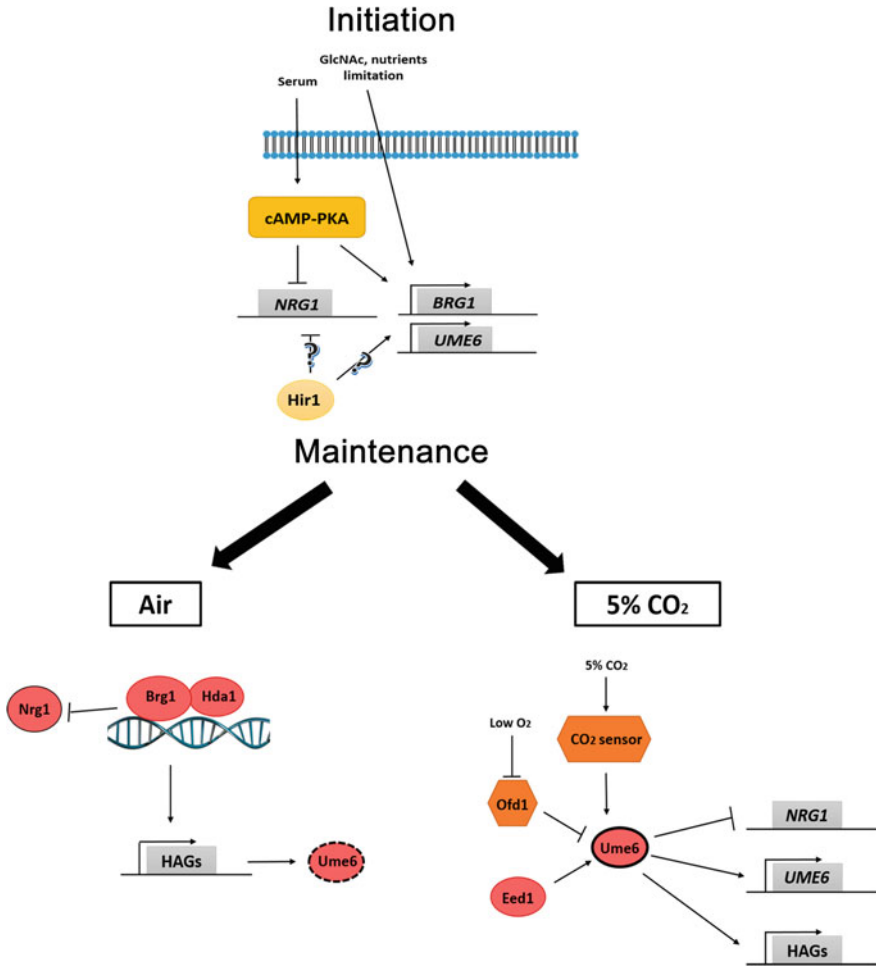 Initiation
GlcNAc, nutrients
limitation
Serum
cAMP-PKA
NRG1
BRG1
UME6
?
?
Hir1
Maintenance
Air
5% CO₂
5% CO₂
Brg1
Hda1
Nrg1
Low O₂
CO₂ sensor
Ofd1
NRG1
HAGs
Ume6
Ume6
UME6
Eed1
HAGs